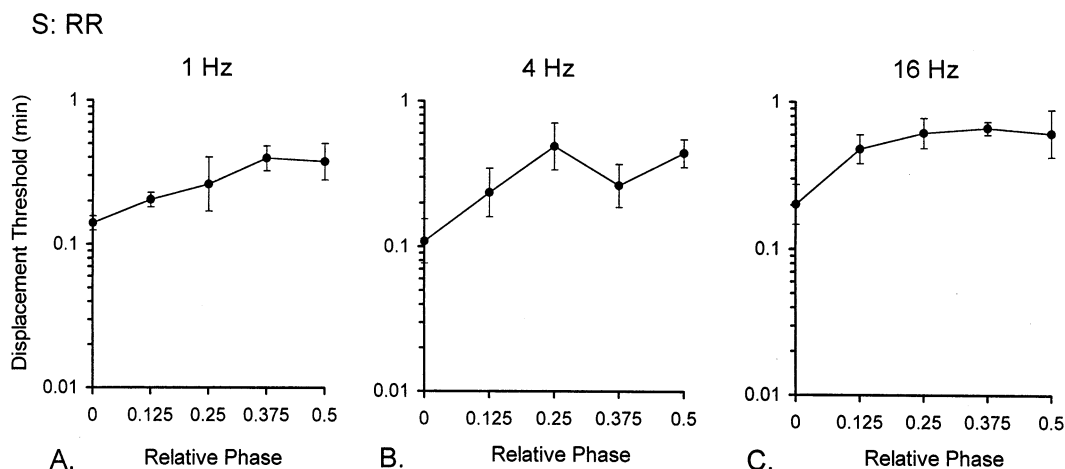 S: RR
1 Hz
4 Hz
16 Hz
Displacement Threshold (min)
1
0.1
0.01
0
0.125
0.25
0.375
0.5
A.
Relative Phase
1
0.1
0.01
0
0.125
0.25
0.375
0.5
B.
Relative Phase
1
0.1
0.01
0
0.125
0.25
0.375
0.5
C.
Relative Phase